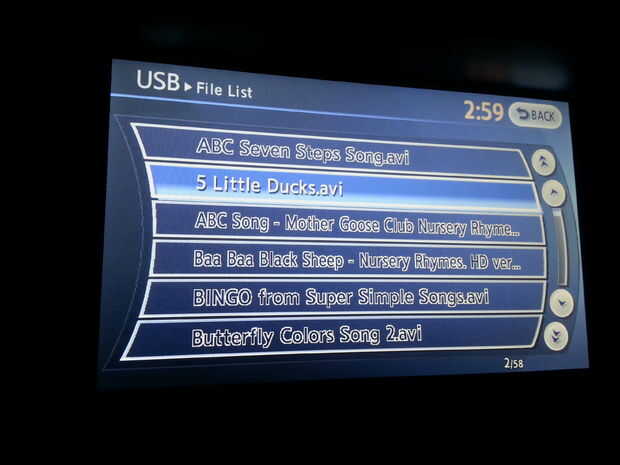 USB ▶ File List
2:59
BACK
ABC Seven Steps Song.avi
5 Little Ducks.avi
ABC Song - Mother Goose Club Nursery Rhyme...
Baa Baa Black Sheep - Nursery Rhymes. HD ver...
BINGO from Super Simple Songs.avi
Butterfly Colors Song 2.avi
2/58